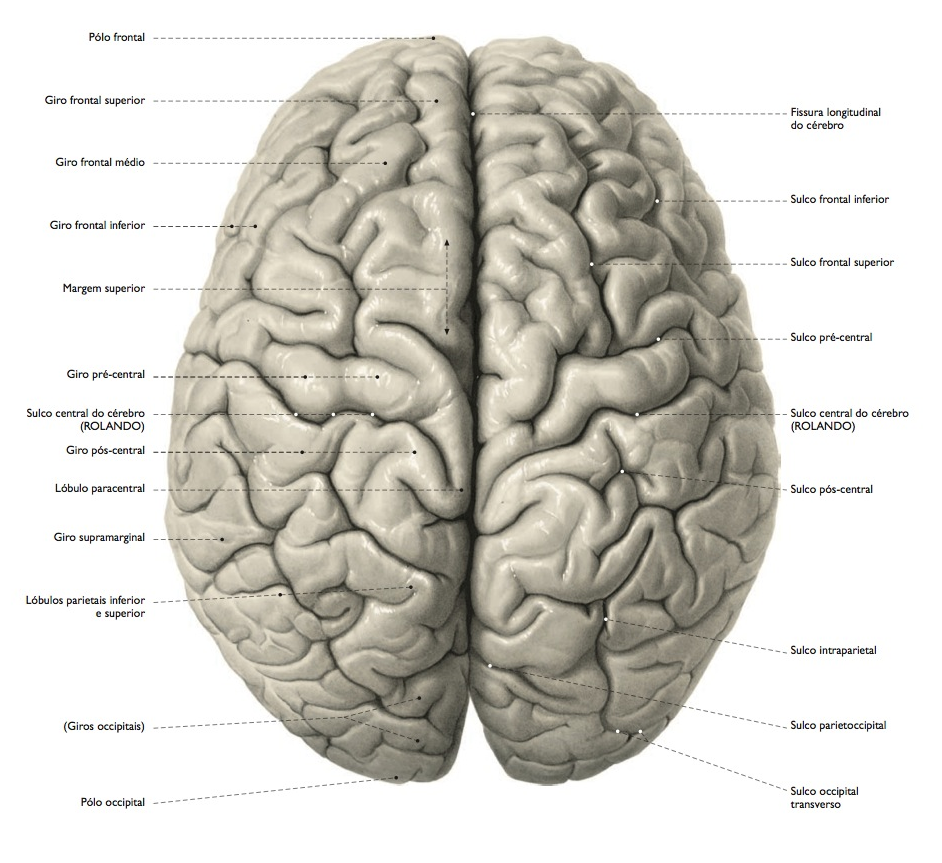 Pólo frontal
Giro frontal superior
Giro frontal médio
Giro frontal inferior
Margem superior
Giro pré-central
Sulco central do cérebro
(ROLANDO)
Giro pós-central
Lóbulo paracentral
Giro supramarginal
Lóbulos parietais inferior
e superior
(Giros occipitais)
Pólo occipital
Fissura longitudinal
do cérebro
Sulco frontal inferior
Sulco frontal superior
Sulco pré-central
Sulco central do cérebro
(ROLANDO)
Sulco pós-central
Sulco intraparietal
Sulco parietoccipital
Sulco occipital
transverso